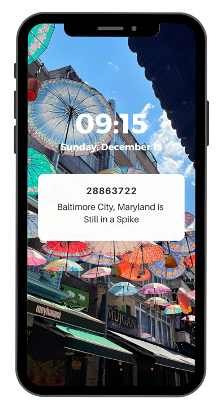 09:15
Sunday, December 15
28863722
Baltimore City, Maryland is
Still in a Spike